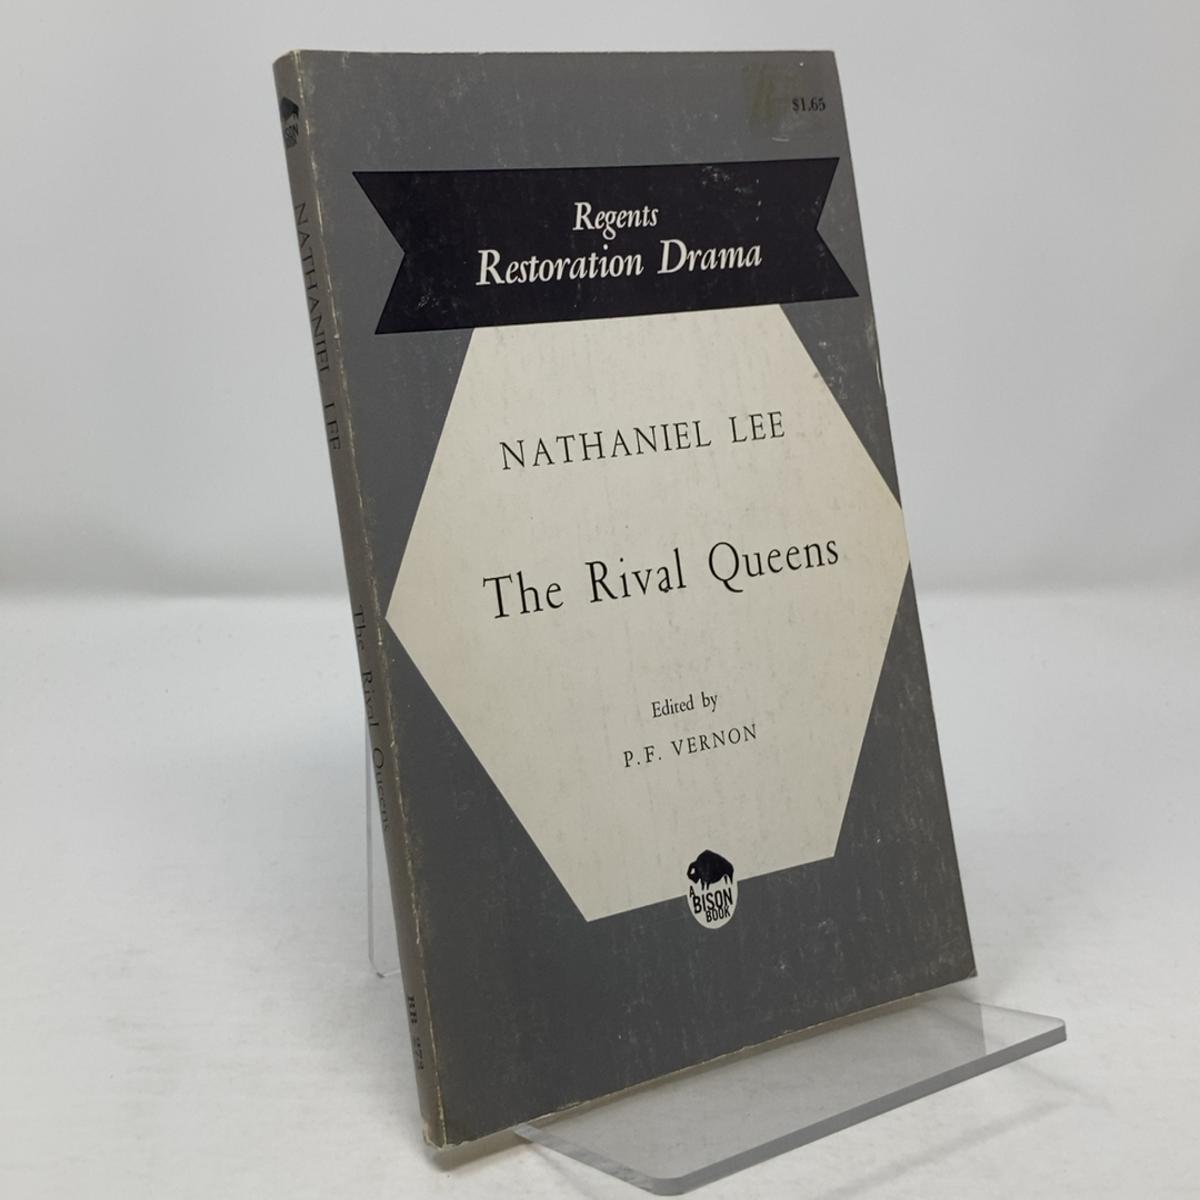 $1.65
Regents
Restoration Drama
NATHANIEL LEE
The Rival Queens
Edited by
P.F. VERNON
A
BISON
BOOK
NATHANIEL LEE
The Rival Queens